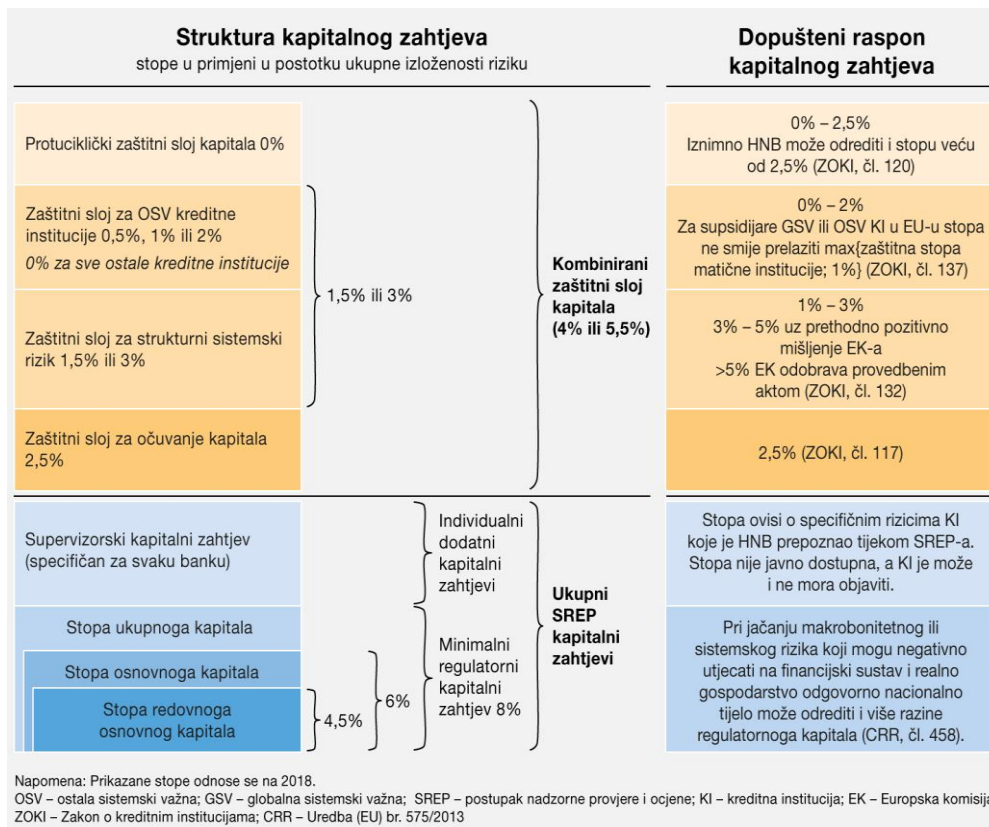 Struktura kapitalnog zahtjeva
stope u primjeni u postotku ukupne izloženosti riziku
Dopušteni raspon
kapitalnog zahtjeva
Protuciklički zaštitni sloj kapitala 0%
0% – 2,5%
Iznimno HNB može odrediti i stopu veću
od 2,5% (ZOKI, čl. 120)
Zaštitni sloj za OSV kreditne
institucije 0,5%, 1% ili 2%
0% za sve ostale kreditne institucije
0% – 2%
Za supsidijare GSV ili OSV KI u EU-u stopa
ne smije prelaziti max{zaštitna stopa
matične institucije; 1%} (ZOKI, čl. 137)
Zaštitni sloj za strukturni sistemski
rizik 1,5% ili 3%
1,5% ili 3%
Kombinirani
zaštitni sloj
kapitala
(4% ili 5,5%)
1% – 3%
3% – 5% uz prethodno pozitivno
mišljenje EK-a
>5% EK odobrava provedbenim
aktom (ZOKI, čl. 132)
Zaštitni sloj za očuvanje kapitala
2,5%
2,5% (ZOKI, čl. 117)
Supervizorski kapitalni zahtjev
(specifičan za svaku banku)
Individualni
dodatni
kapitalni
zahtjevi
Stopa ovisi o specifičnim rizicima KI
koje je HNB prepoznao tijekom SREP-a.
Stopa nije javno dostupna, a KI je može
i ne mora objaviti.
Ukupni
SREP
kapitalni
zahtjevi
Stopa ukupnoga kapitala
Stopa osnovnoga kapitala
Stopa redovnoga
osnovnog kapitala
4,5%
6%
Minimalni
regulatorni
kapitalni
zahtjev 8%
Pri jačanju makrobonitetnog ili
sistemskog rizika koji mogu negativno
utjecati na financijski sustav i realno
gospodarstvo odgovorno nacionalno
tijelo može odrediti i više razine
regulatornoga kapitala (CRR, čl. 458).
Napomena: Prikazane stope odnose se na 2018.
OSV – ostala sistemski važna; GSV – globalna sistemski važna; SREP – postupak nadzorne provjere i ocjene; KI – kreditna institucija; EK – Europska komisija
ZOKI – Zakon o kreditnim institucijama; CRR – Uredba (EU) br. 575/2013